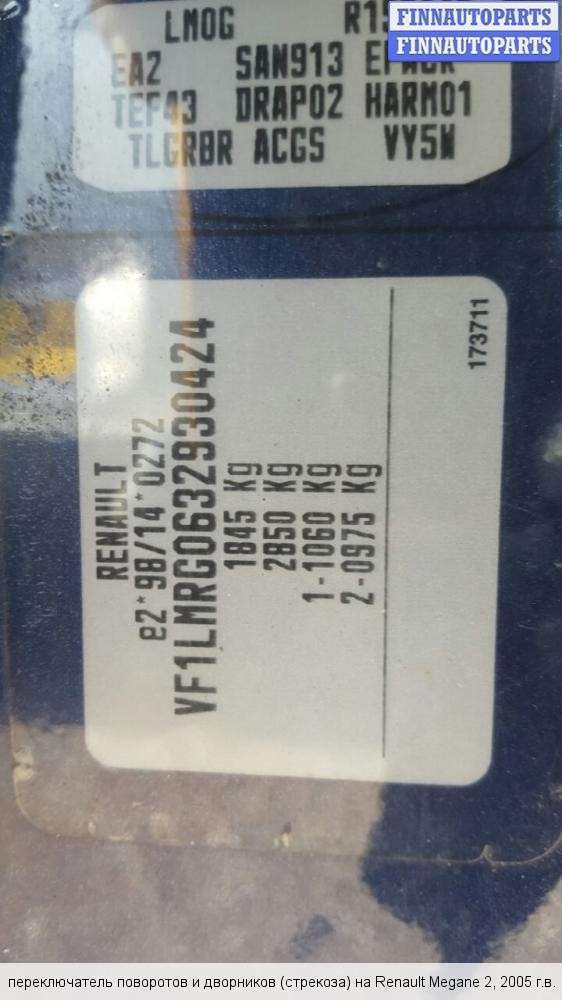 FINNAUTOPARTS
FINNAUTOPARTS
LM0G
EA2 SAN913
TEF43 DRAP02 HARM01
TLGRBR ACGS VY5W
RENAULT
e2*98/14*0272
VF1LMRG0632930424
1845 Kg
2850 Kg
1-1060 Kg
2-0975 Kg
173711
переключатель поворотов и дворников (стрекоза) на Renault Megane 2, 2005 г.в.